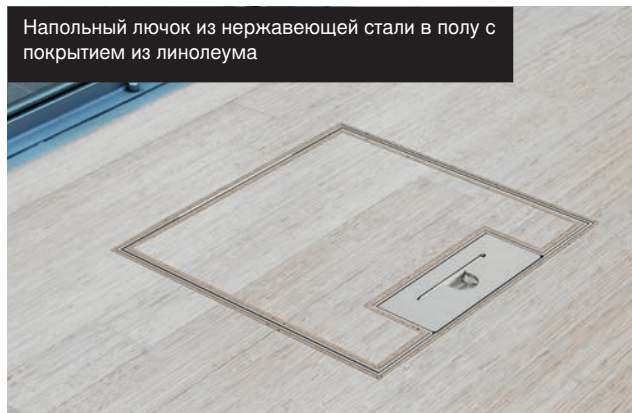 Напольный лючок из нержавеющей стали в полу с
покрытием из линолеума